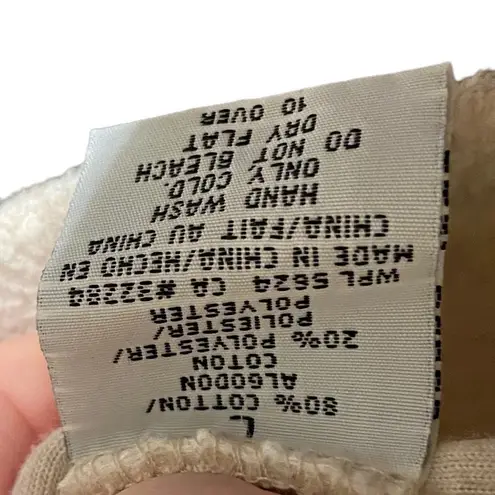 L
80% COTTON/
ALGODON
COTON
20% POLYESTER/
POLIESTER/
POLYESTER
WPL 5624 CA #32284
MADE IN CHINA/HECHO EN
CHINA/FAIT AU CHINA
HAND WASH
ONLY COLD.
DO NOT BLEACH
DRY FLAT
10 OVER